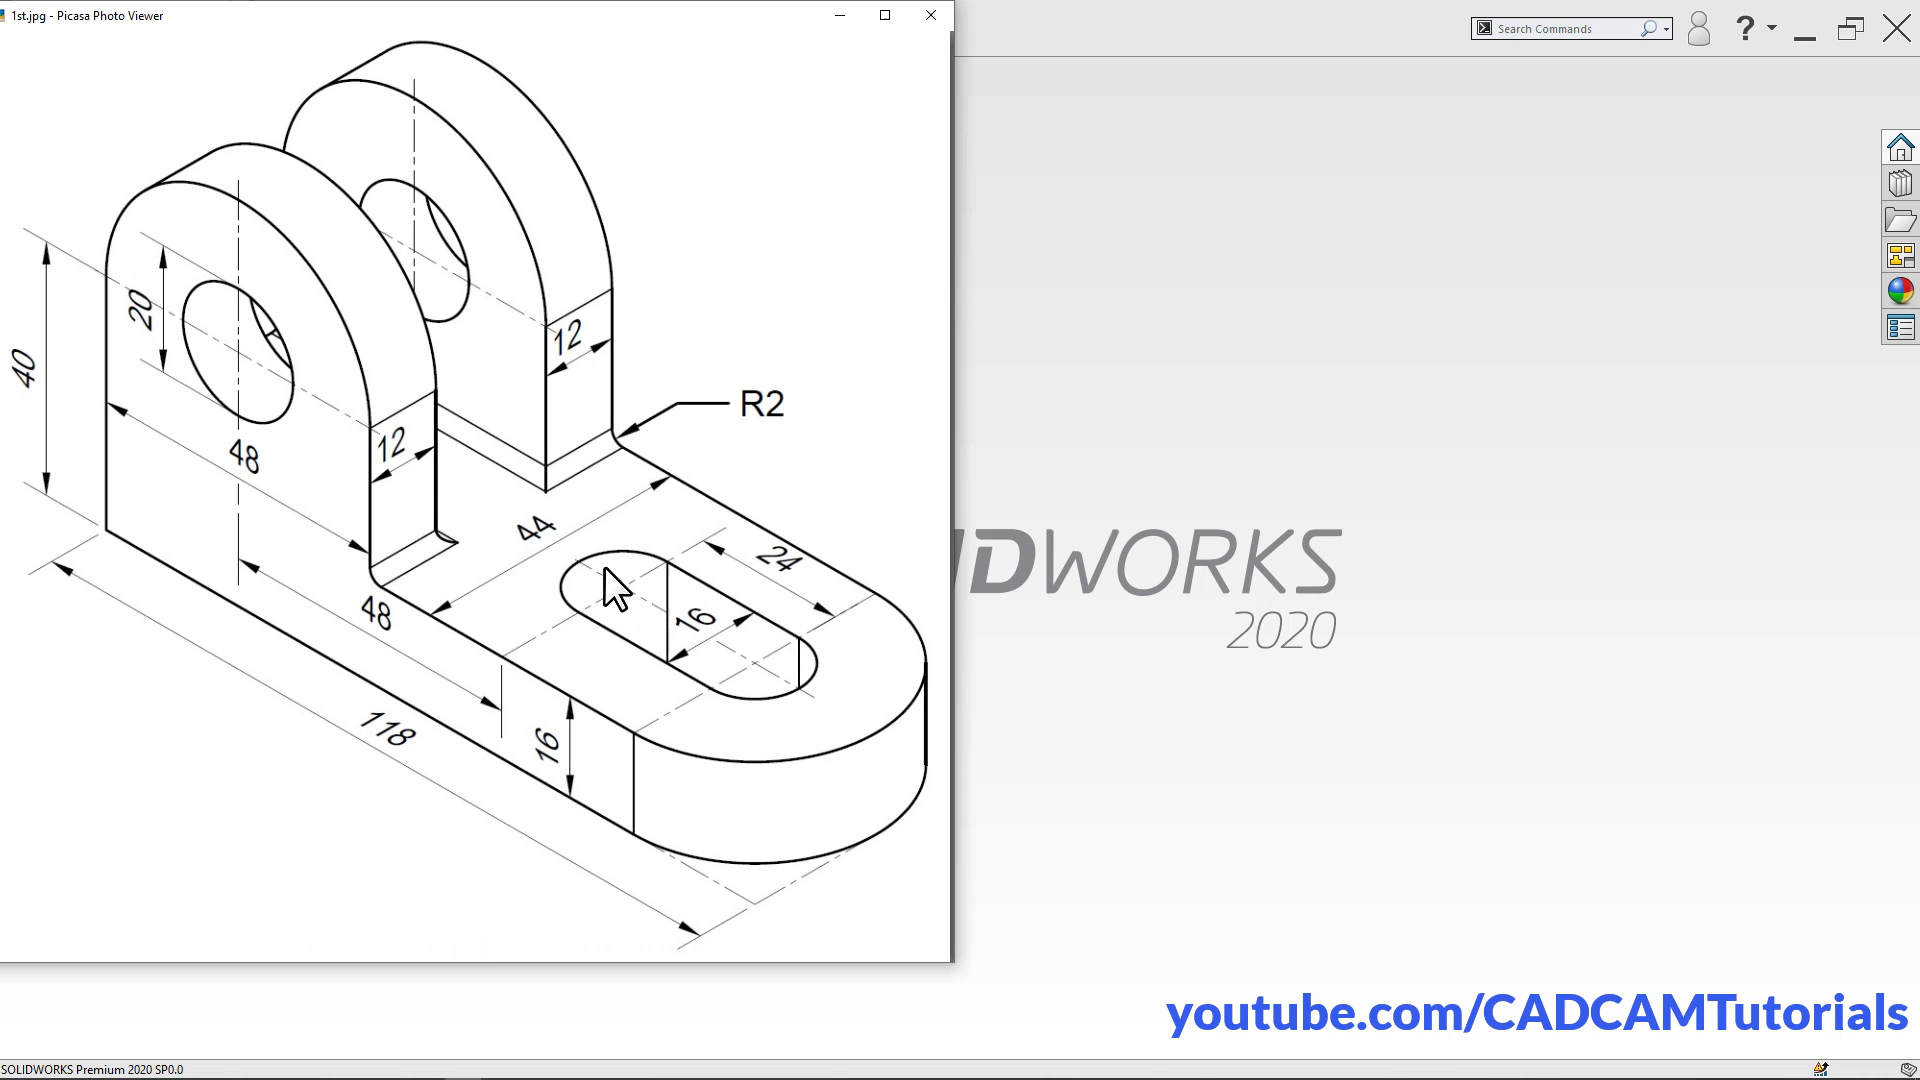 1st.jpg - Picasa Photo Viewer
Search Commands
?
20
40
12
12
R2
48
44
24
16
48
16
118
IDWORKS
2020
youtube.com/CADCAMTutorials
SOLIDWORKS Premium 2020 SP0.0